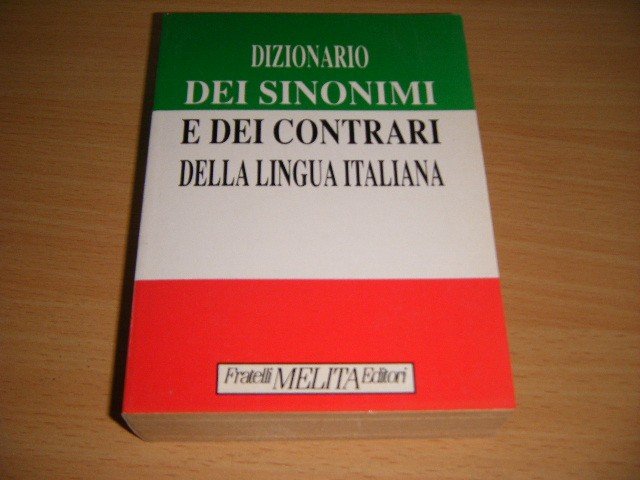 DIZIONARIO
DEI SINONIMI
E DEI CONTRARI
DELLA LINGUA ITALIANA
Fratelli MELITA Editori